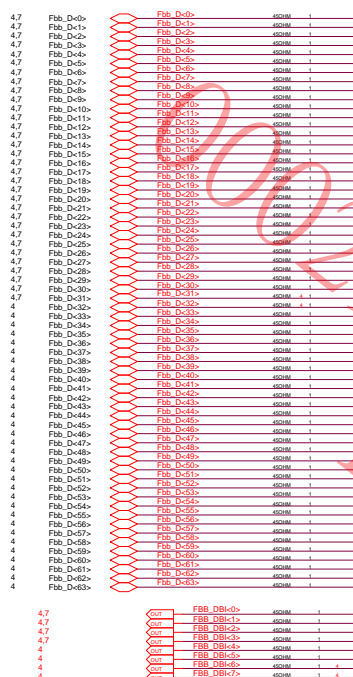 4,7 Fbb_D<0> Fbb_D<0> 45OHM 1
4,7 Fbb_D<1> Fbb_D<1> 45OHM 1
4,7 Fbb_D<2> Fbb_D<2> 45OHM 1
4,7 Fbb_D<3> Fbb_D<3> 45OHM 1
4,7 Fbb_D<4> Fbb_D<4> 45OHM 1
4,7 Fbb_D<5> Fbb_D<5> 45OHM 1
4,7 Fbb_D<6> Fbb_D<6> 45OHM 1
4,7 Fbb_D<7> Fbb_D<7> 45OHM 1
4,7 Fbb_D<8> Fbb_D<8> 45OHM 1
4,7 Fbb_D<9> Fbb_D<9> 45OHM 1
4,7 Fbb_D<10> Fbb_D<10> 45OHM 1
4,7 Fbb_D<11> Fbb_D<11> 45OHM 1
4,7 Fbb_D<12> Fbb_D<12> 45OHM 1
4,7 Fbb_D<13> Fbb_D<13> 45OHM 1
4,7 Fbb_D<14> Fbb_D<14> 45OHM 1
4,7 Fbb_D<15> Fbb_D<15> 45OHM 1
4,7 Fbb_D<16> Fbb_D<16> 45OHM 1
4,7 Fbb_D<17> Fbb_D<17> 45OHM 1
4,7 Fbb_D<18> Fbb_D<18> 45OHM 1
4,7 Fbb_D<19> Fbb_D<19> 45OHM 1
4,7 Fbb_D<20> Fbb_D<20> 45OHM 1
4,7 Fbb_D<21> Fbb_D<21> 45OHM 1
4,7 Fbb_D<22> Fbb_D<22> 45OHM 1
4,7 Fbb_D<23> Fbb_D<23> 45OHM 1
4,7 Fbb_D<24> Fbb_D<24> 45OHM 1
4,7 Fbb_D<25> Fbb_D<25> 45OHM 1
4,7 Fbb_D<26> Fbb_D<26> 45OHM 1
4,7 Fbb_D<27> Fbb_D<27> 45OHM 1
4,7 Fbb_D<28> Fbb_D<28> 45OHM 1
4,7 Fbb_D<29> Fbb_D<29> 45OHM 1
4,7 Fbb_D<30> Fbb_D<30> 45OHM 1
4,7 Fbb_D<31> Fbb_D<31> 45OHM 1
4 Fbb_D<32> Fbb_D<32> 45OHM 1
4 Fbb_D<33> Fbb_D<33> 45OHM 1
4 Fbb_D<34> Fbb_D<34> 45OHM 1
4 Fbb_D<35> Fbb_D<35> 45OHM 1
4 Fbb_D<36> Fbb_D<36> 45OHM 1
4 Fbb_D<37> Fbb_D<37> 45OHM 1
4 Fbb_D<38> Fbb_D<38> 45OHM 1
4 Fbb_D<39> Fbb_D<39> 45OHM 1
4 Fbb_D<40> Fbb_D<40> 45OHM 1
4 Fbb_D<41> Fbb_D<41> 45OHM 1
4 Fbb_D<42> Fbb_D<42> 45OHM 1
4 Fbb_D<43> Fbb_D<43> 45OHM 1
4 Fbb_D<44> Fbb_D<44> 45OHM 1
4 Fbb_D<45> Fbb_D<45> 45OHM 1
4 Fbb_D<46> Fbb_D<46> 45OHM 1
4 Fbb_D<47> Fbb_D<47> 45OHM 1
4 Fbb_D<48> Fbb_D<48> 45OHM 1
4 Fbb_D<49> Fbb_D<49> 45OHM 1
4 Fbb_D<50> Fbb_D<50> 45OHM 1
4 Fbb_D<51> Fbb_D<51> 45OHM 1
4 Fbb_D<52> Fbb_D<52> 45OHM 1
4 Fbb_D<53> Fbb_D<53> 45OHM 1
4 Fbb_D<54> Fbb_D<54> 45OHM 1
4 Fbb_D<55> Fbb_D<55> 45OHM 1
4 Fbb_D<56> Fbb_D<56> 45OHM 1
4 Fbb_D<57> Fbb_D<57> 45OHM 1
4 Fbb_D<58> Fbb_D<58> 45OHM 1
4 Fbb_D<59> Fbb_D<59> 45OHM 1
4 Fbb_D<60> Fbb_D<60> 45OHM 1
4 Fbb_D<61> Fbb_D<61> 45OHM 1
4 Fbb_D<62> Fbb_D<62> 45OHM 1
4 Fbb_D<63> Fbb_D<63> 45OHM 1
4,7 OUT FBB_DBI<0> 45OHM 1
4,7 OUT FBB_DBI<1> 45OHM 1
4,7 OUT FBB_DBI<2> 45OHM 1
4,7 OUT FBB_DBI<3> 45OHM 1
4 OUT FBB_DBI<4> 45OHM 1
4 OUT FBB_DBI<5> 45OHM 1
4 OUT FBB_DBI<6> 45OHM 1
4 OUT FBB_DBI<7> 45OHM 1